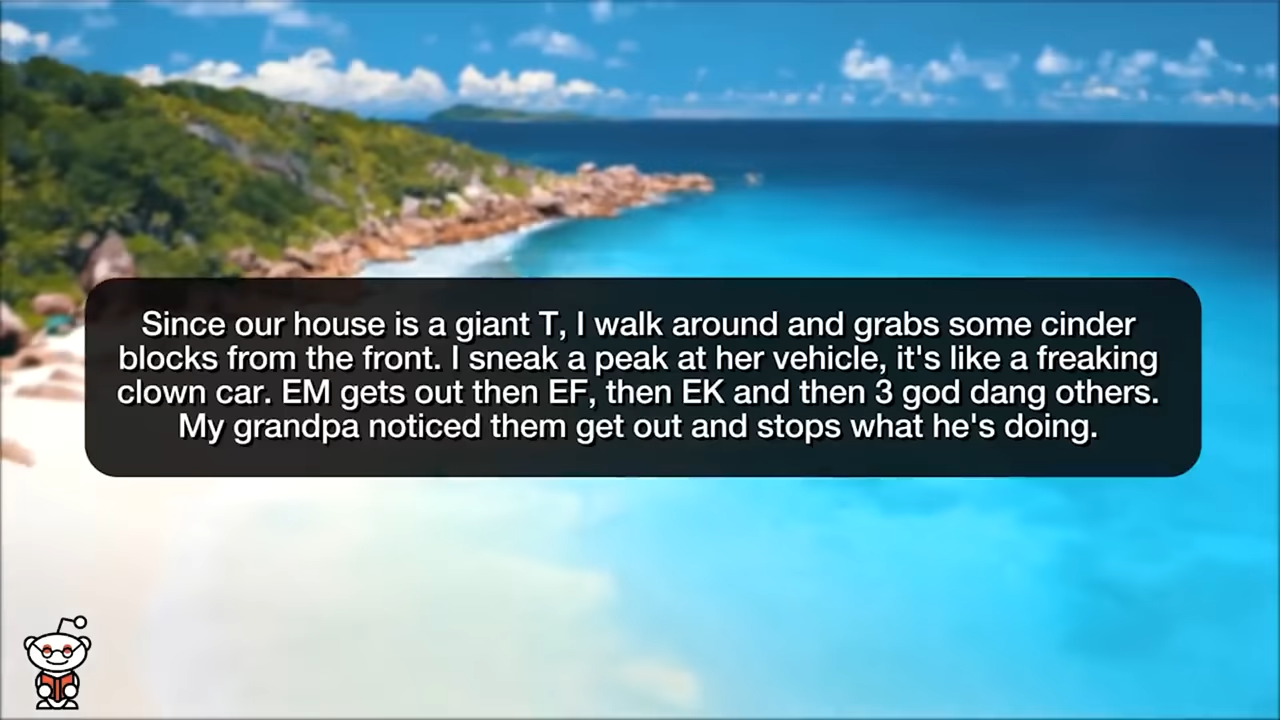 Since our house is a giant T, I walk around and grabs some cinder
blocks from the front. I sneak a peak at her vehicle, it's like a freaking
clown car. EM gets out then EF, then EK and then 3 god dang others.
My grandpa noticed them get out and stops what he's doing.